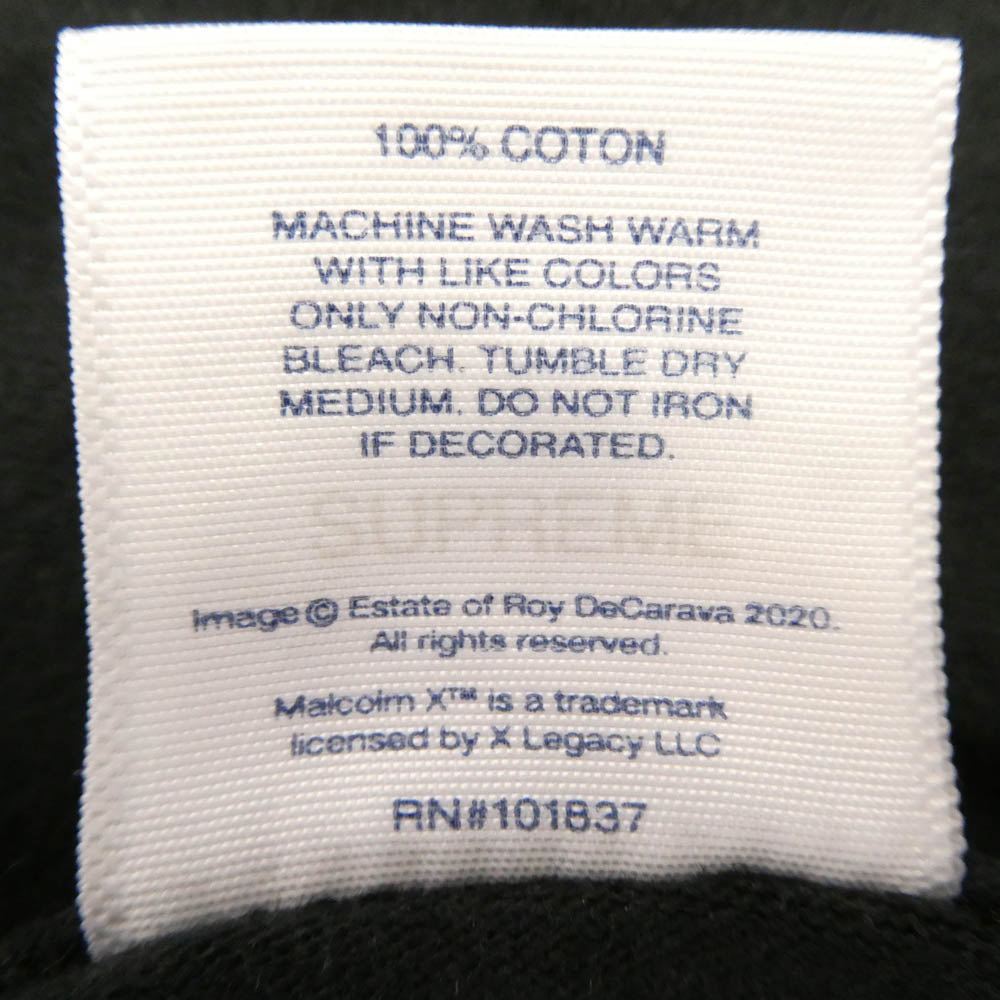 100% COTON
MACHINE WASH WARM
WITH LIKE COLORS
ONLY NON-CHLORINE
BLEACH. TUMBLE DRY
MEDIUM. DO NOT IRON
IF DECORATED.
SUPREME
Image © Estate of Roy DeCarava 2020.
All rights reserved.
Malcolm X™ is a trademark
licensed by X Legacy LLC
RN#101837